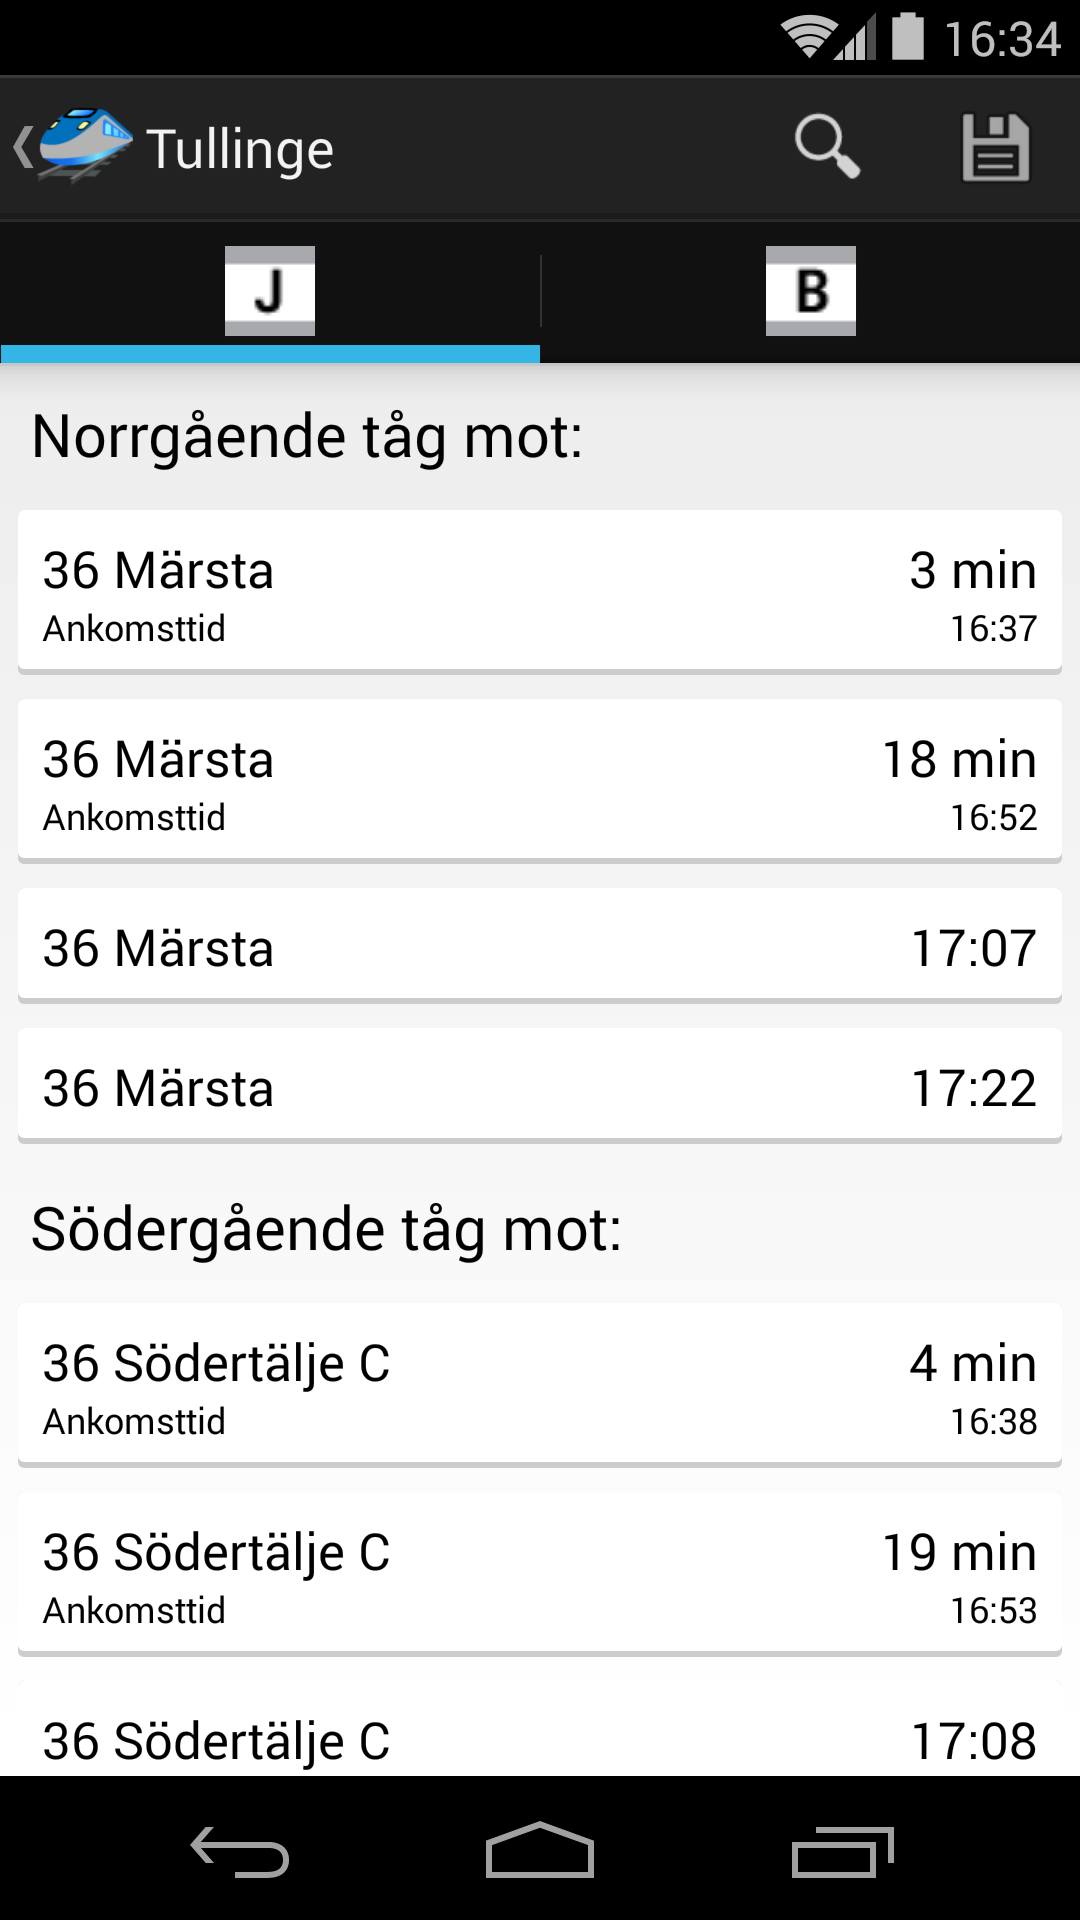 16:34
Tullinge
J B
Norrgående tåg mot:
36 Märsta 3 min
Ankomsttid 16:37
36 Märsta 18 min
Ankomsttid 16:52
36 Märsta 17:07
36 Märsta 17:22
Södergående tåg mot:
36 Södertälje C 4 min
Ankomsttid 16:38
36 Södertälje C 19 min
Ankomsttid 16:53
36 Södertälje C 17:08